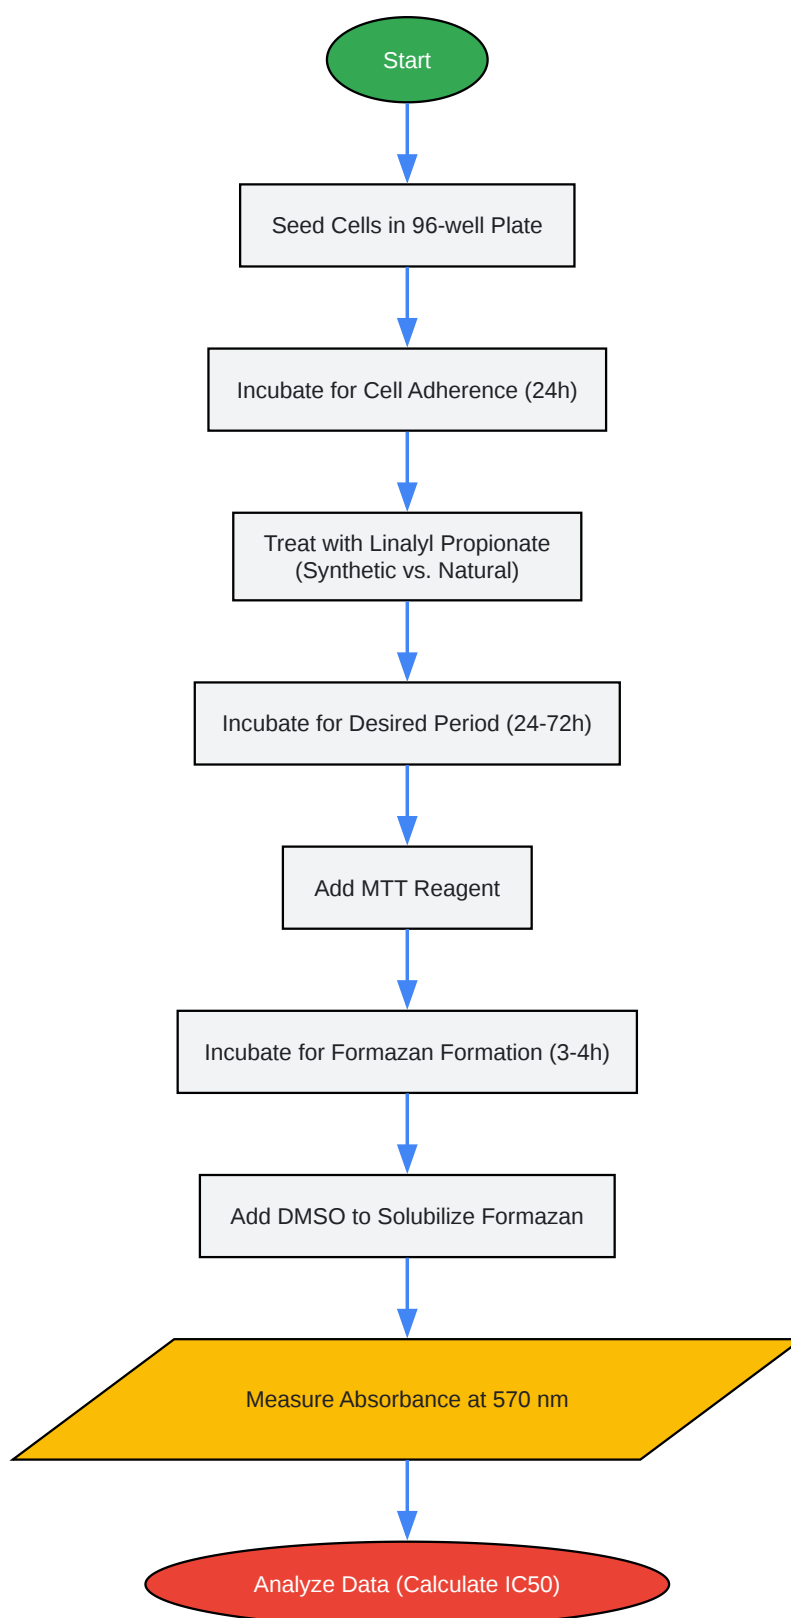 Start
Seed Cells in 96-well Plate
Incubate for Cell Adherence (24h)
Treat with Linalyl Propionate
(Synthetic vs. Natural)
Incubate for Desired Period (24-72h)
Add MTT Reagent
Incubate for Formazan Formation (3-4h)
Add DMSO to Solubilize Formazan
Measure Absorbance at 570 nm
Analyze Data (Calculate IC50)